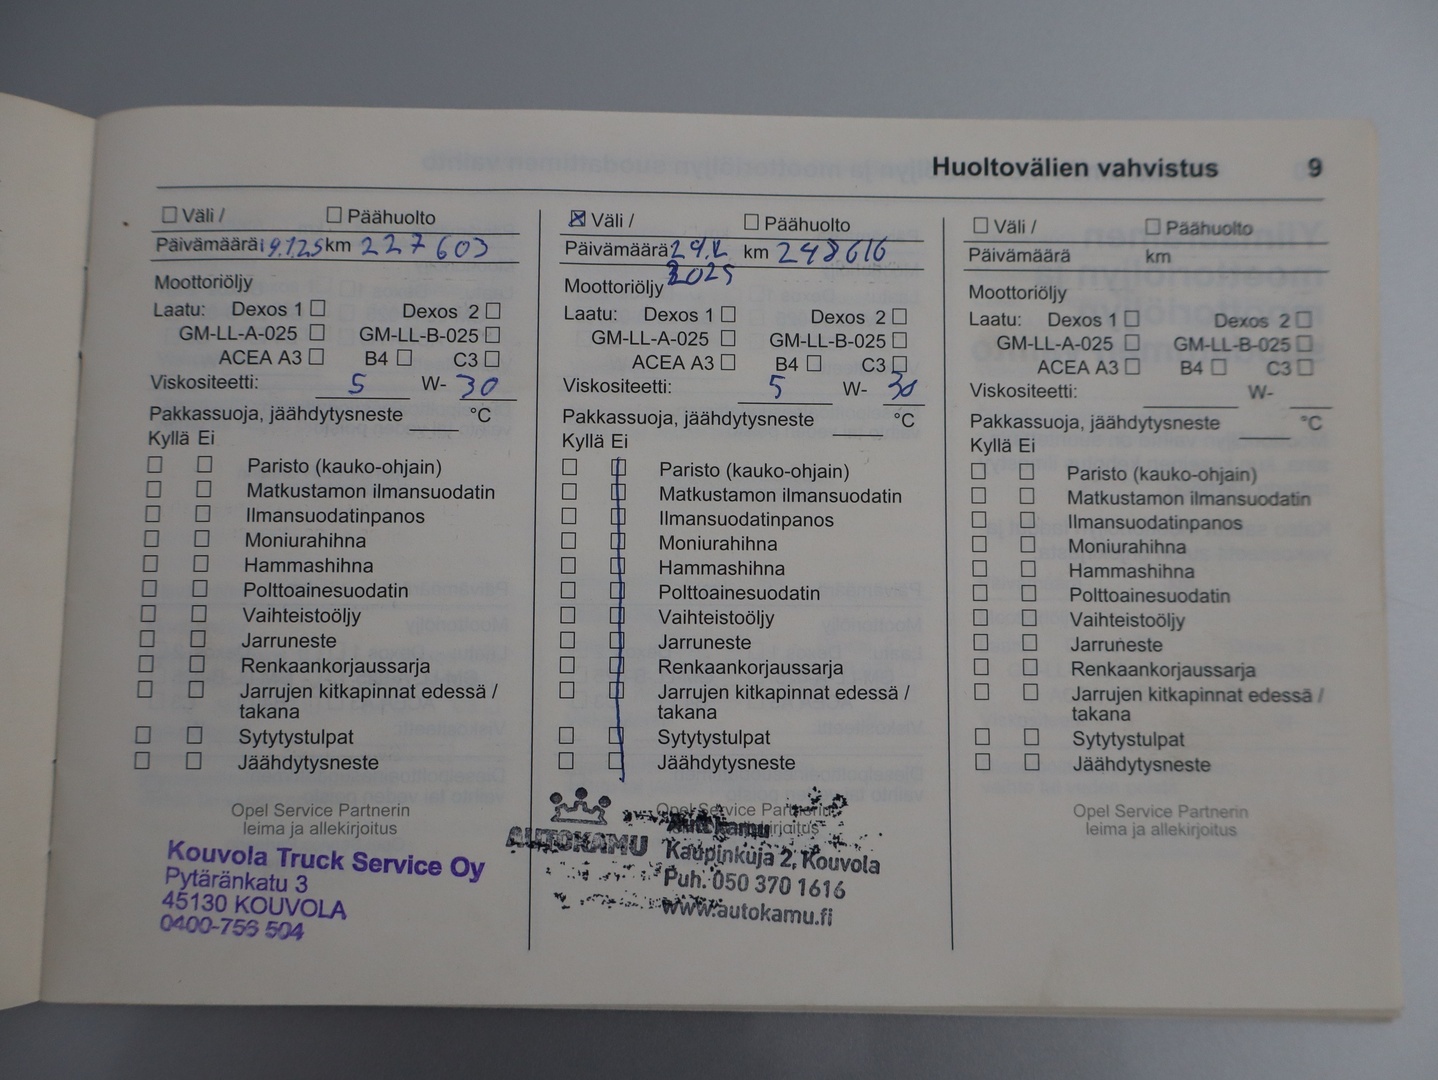 Huoltovälien vahvistus 9
☐ Väli / ☐ Päähuolto
Päivämäärä 19.1.25 km 227603
Moottoriöljy
Laatu: Dexos 1 ☐ Dexos 2 ☐
GM-LL-A-025 ☐ GM-LL-B-025 ☐
ACEA A3 ☐ B4 ☐ C3 ☐
Viskositeetti: 5 W- 30
Pakkassuoja, jäähdytysneste °C
Kyllä Ei
☐ ☐ Paristo (kauko-ohjain)
☐ ☐ Matkustamon ilmansuodatin
☐ ☐ Ilmansuodatinpanos
☐ ☐ Moniurahihna
☐ ☐ Hammashihna
☐ ☐ Polttoainesuodatin
☐ ☐ Vaihteistoöljy
☐ ☐ Jarruneste
☐ ☐ Renkaankorjaussarja
☐ ☐ Jarrujen kitkapinnat edessä /
takana
☐ ☐ Sytytystulpat
☐ ☐ Jäähdytysneste
Opel Service Partnerin
leima ja allekirjoitus
Kouvola Truck Service Oy
Pytäränkatu 3
45130 KOUVOLA
0400-756 504
☒ Väli / ☐ Päähuolto
Päivämäärä km 248616
2025
Moottoriöljy
Laatu: Dexos 1 ☐ Dexos 2 ☐
GM-LL-A-025 ☐ GM-LL-B-025 ☐
ACEA A3 ☐ B4 ☐ C3 ☐
Viskositeetti: 5 W- 30
Pakkassuoja, jäähdytysneste °C
Kyllä Ei
☐ ☐ Paristo (kauko-ohjain)
☐ ☐ Matkustamon ilmansuodatin
☐ ☐ Ilmansuodatinpanos
☐ ☐ Moniurahihna
☐ ☐ Hammashihna
☐ ☐ Polttoainesuodatin
☐ ☐ Vaihteistoöljy
☐ ☐ Jarruneste
☐ ☐ Renkaankorjaussarja
☐ ☐ Jarrujen kitkapinnat edessä /
takana
☐ ☐ Sytytystulpat
☐ ☐ Jäähdytysneste
Opel Service Partnerin
AUTOKAMU
Autokamu
Kaupinkuja 2, Kouvola
Puh. 050 370 1616
www.autokamu.fi
☐ Väli / ☐ Päähuolto
Päivämäärä km
Moottoriöljy
Laatu: Dexos 1 ☐ Dexos 2 ☐
GM-LL-A-025 ☐ GM-LL-B-025 ☐
ACEA A3 ☐ B4 ☐ C3 ☐
Viskositeetti: W-
Pakkassuoja, jäähdytysneste °C
Kyllä Ei
☐ ☐ Paristo (kauko-ohjain)
☐ ☐ Matkustamon ilmansuodatin
☐ ☐ Ilmansuodatinpanos
☐ ☐ Moniurahihna
☐ ☐ Hammashihna
☐ ☐ Polttoainesuodatin
☐ ☐ Vaihteistoöljy
☐ ☐ Jarruneste
☐ ☐ Renkaankorjaussarja
☐ ☐ Jarrujen kitkapinnat edessä /
takana
☐ ☐ Sytytystulpat
☐ ☐ Jäähdytysneste
Opel Service Partnerin
leima ja allekirjoitus